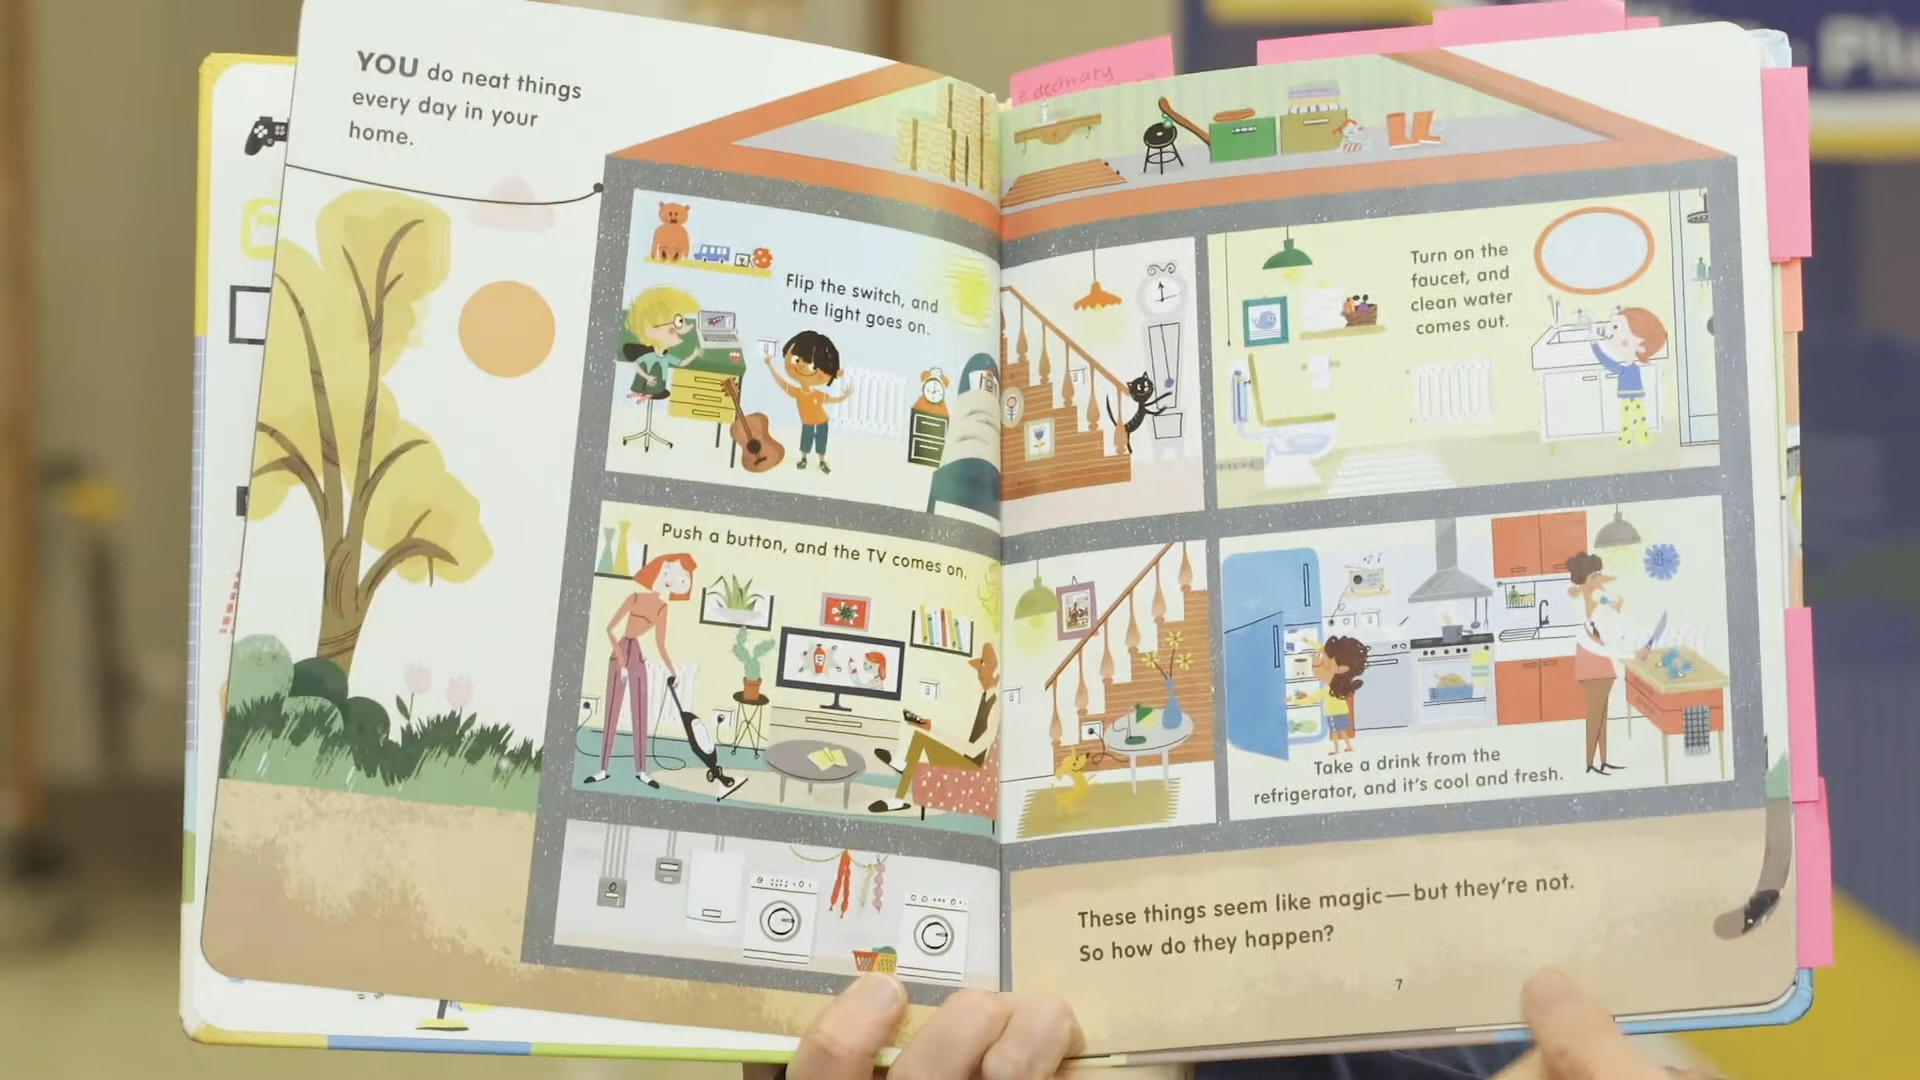 YOU do neat things
every day in your
home.
electricity
Flip the switch, and
the light goes on.
Turn on the
faucet, and
clean water
comes out.
Push a button, and the TV comes on.
Take a drink from the
refrigerator, and it's cool and fresh.
These things seem like magic—but they're not.
So how do they happen?
7